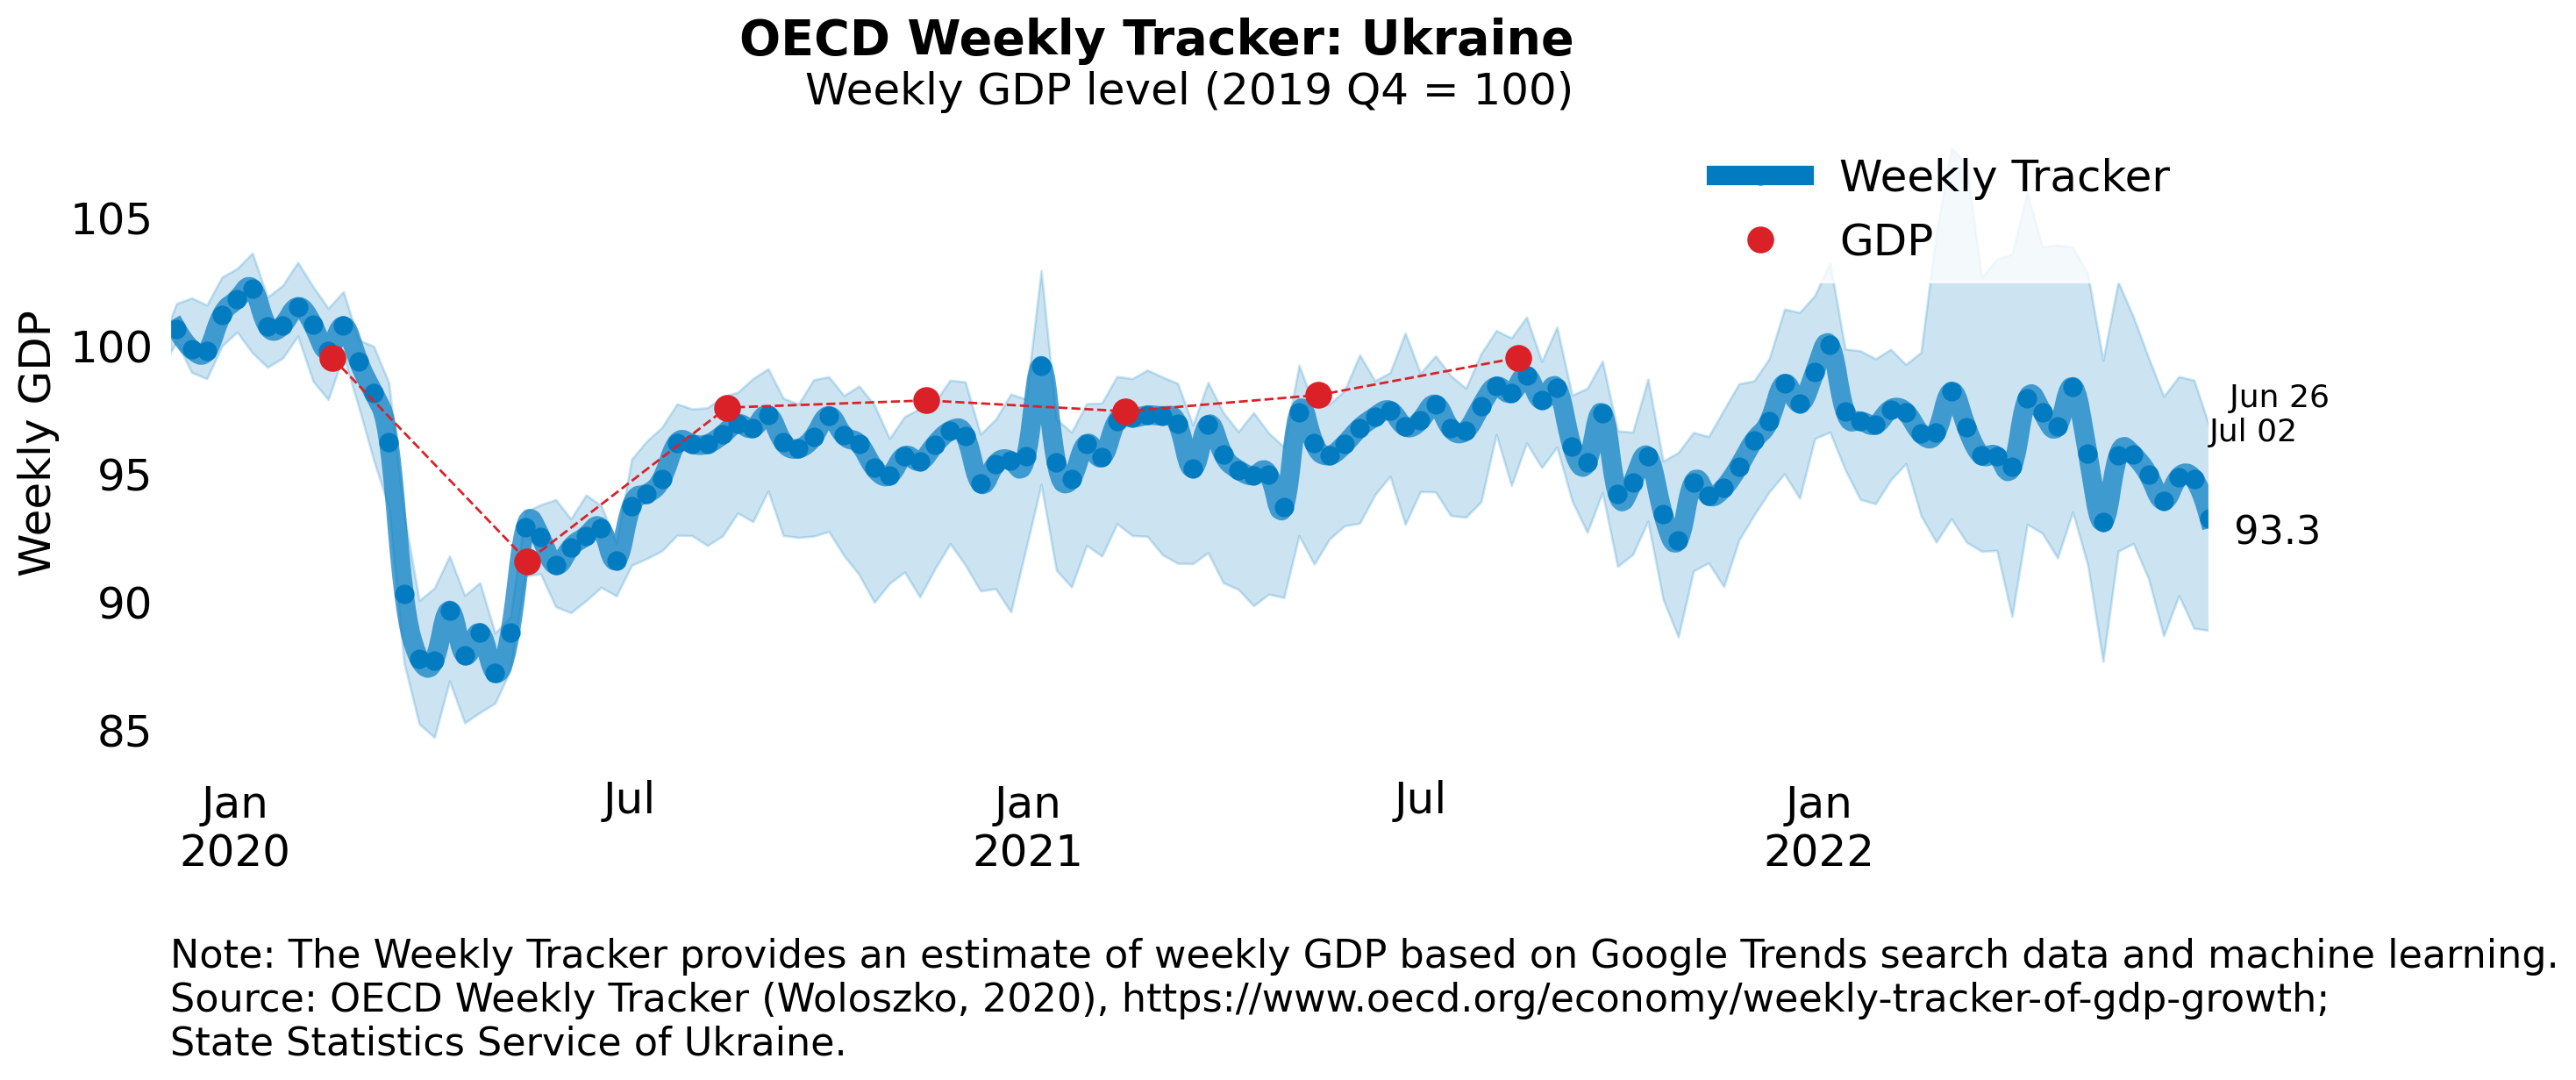 OECD Weekly Tracker: Ukraine
Weekly GDP level (2019 Q4 = 100)
Weekly Tracker
GDP
Weekly GDP
105
100
95
90
85
Jun 26
Jul 02
93.3
Jan
2020
Jul
Jan
2021
Jul
Jan
2022
Note: The Weekly Tracker provides an estimate of weekly GDP based on Google Trends search data and machine learning.
Source: OECD Weekly Tracker (Woloszko, 2020), https://www.oecd.org/economy/weekly-tracker-of-gdp-growth;
State Statistics Service of Ukraine.